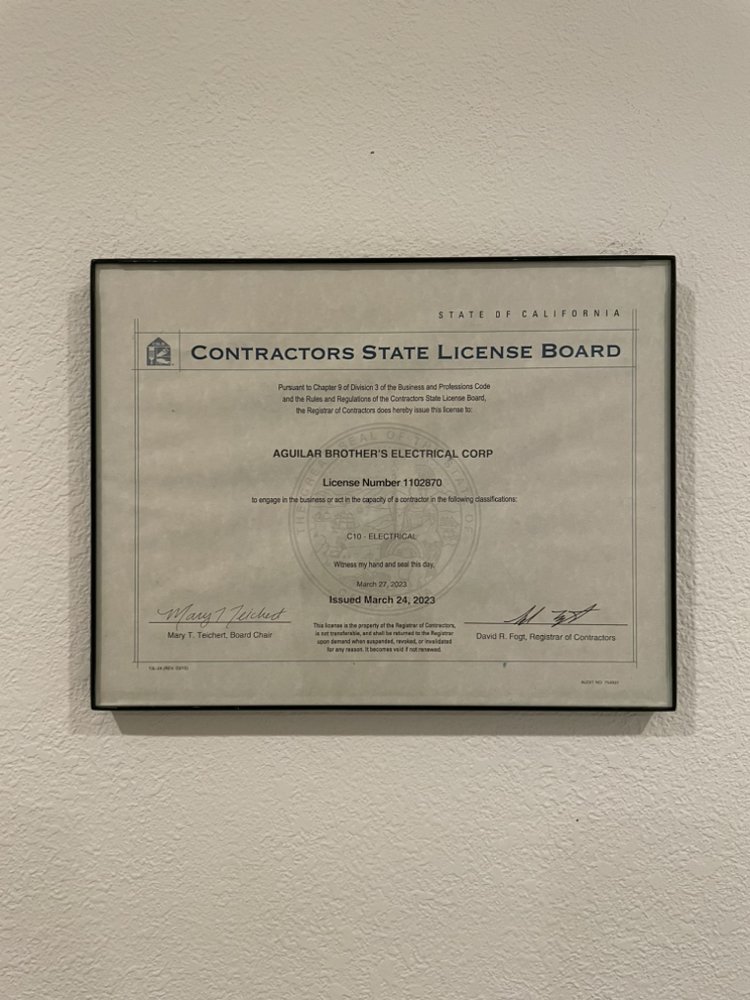 STATE OF CALIFORNIA
CONTRACTORS STATE LICENSE BOARD
Pursuant to Chapter 9 of Division 3 of the Business and Professions Code
and the Rules and Regulations of the Contractors State License Board,
the Registrar of Contractors does hereby issue this license to:
AGUILAR BROTHER'S ELECTRICAL CORP
License Number 1102870
to engage in the business or act in the capacity of a contractor in the following classifications:
C10 - ELECTRICAL
Witness my hand and seal this day,
March 27, 2023
Issued March 24, 2023
Mary T Teichert
Mary T. Teichert, Board Chair
This license is the property of the Registrar of Contractors,
is not transferable, and shall be returned to the Registrar
upon demand when suspended, revoked, or invalidated
for any reason. It becomes void if not renewed.
David R. Fogt, Registrar of Contractors
AUDIT NO